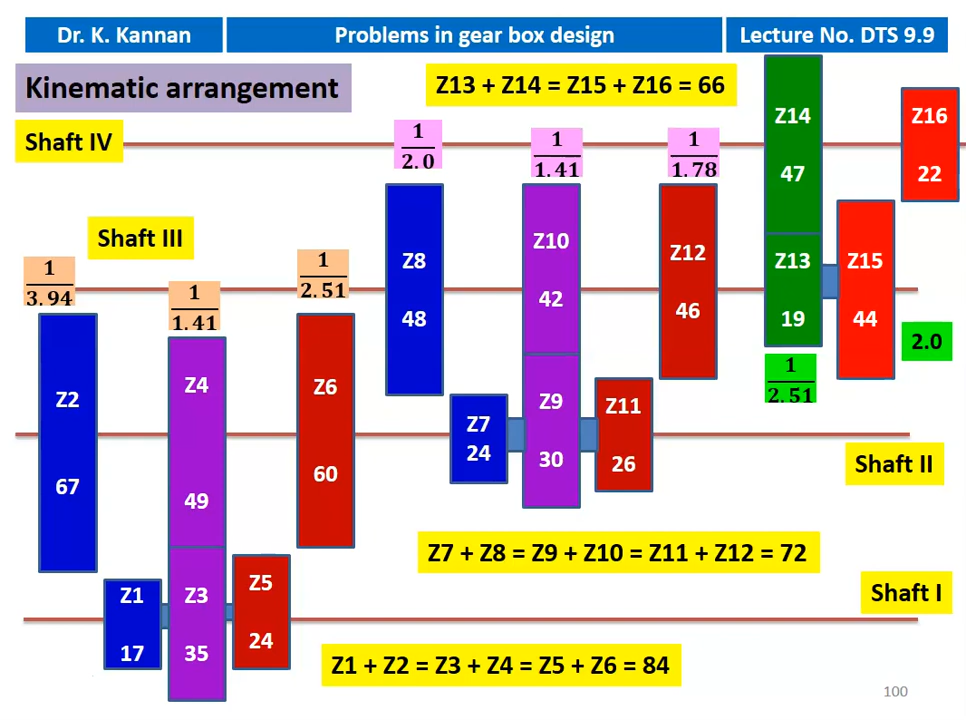 Dr. K. Kannan
Problems in gear box design
Lecture No. DTS 9.9
Kinematic arrangement
Z13 + Z14 = Z15 + Z16 = 66
Shaft IV
1/2.0
1/1.41
1/1.78
Z14
47
Z16
22
Shaft III
1/3.94
1/1.41
1/2.51
Z8
48
Z10
42
Z12
46
Z13
19
Z15
44
2.0
1/2.51
Z2
67
Z4
49
Z6
60
Z7
24
Z9
30
Z11
26
Shaft II
Z7 + Z8 = Z9 + Z10 = Z11 + Z12 = 72
Shaft I
Z1
17
Z3
35
Z5
24
Z1 + Z2 = Z3 + Z4 = Z5 + Z6 = 84
100